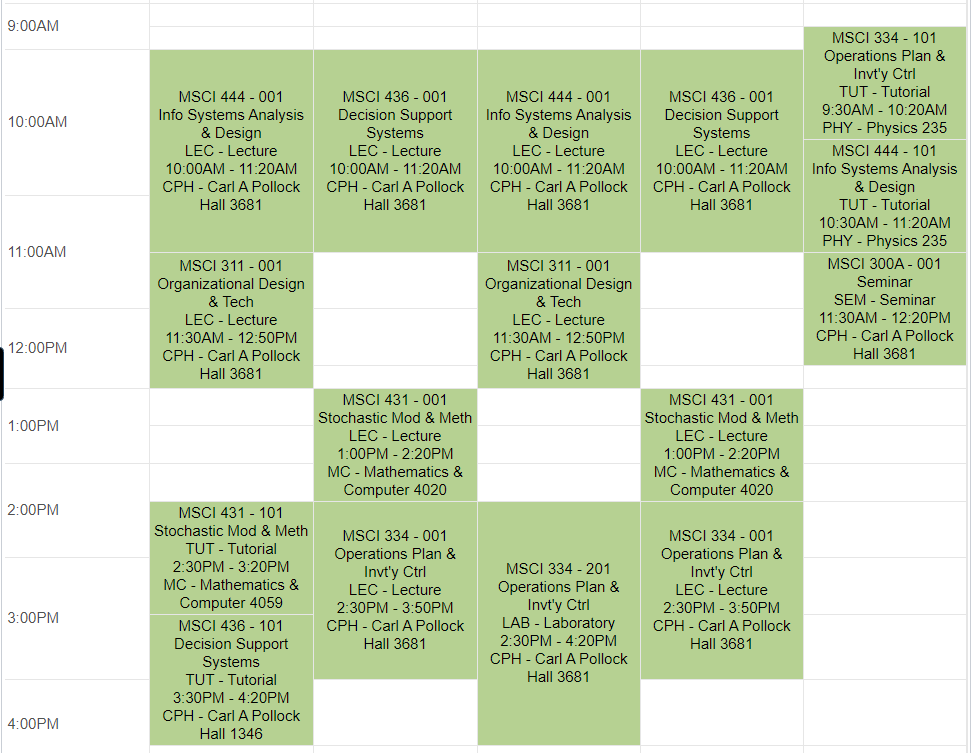 9:00AM
10:00AM
11:00AM
12:00PM
1:00PM
2:00PM
3:00PM
4:00PM
MSCI 444 - 001
Info Systems Analysis
& Design
LEC - Lecture
10:00AM - 11:20AM
CPH - Carl A Pollock
Hall 3681
MSCI 311 - 001
Organizational Design
& Tech
LEC - Lecture
11:30AM - 12:50PM
CPH - Carl A Pollock
Hall 3681
MSCI 431 - 101
Stochastic Mod & Meth
TUT - Tutorial
2:30PM - 3:20PM
MC - Mathematics &
Computer 4059
MSCI 436 - 101
Decision Support
Systems
TUT - Tutorial
3:30PM - 4:20PM
CPH - Carl A Pollock
Hall 1346
MSCI 436 - 001
Decision Support
Systems
LEC - Lecture
10:00AM - 11:20AM
CPH - Carl A Pollock
Hall 3681
MSCI 431 - 001
Stochastic Mod & Meth
LEC - Lecture
1:00PM - 2:20PM
MC - Mathematics &
Computer 4020
MSCI 334 - 001
Operations Plan &
Invt'y Ctrl
LEC - Lecture
2:30PM - 3:50PM
CPH - Carl A Pollock
Hall 3681
MSCI 444 - 001
Info Systems Analysis
& Design
LEC - Lecture
10:00AM - 11:20AM
CPH - Carl A Pollock
Hall 3681
MSCI 311 - 001
Organizational Design
& Tech
LEC - Lecture
11:30AM - 12:50PM
CPH - Carl A Pollock
Hall 3681
MSCI 334 - 201
Operations Plan &
Invt'y Ctrl
LAB - Laboratory
2:30PM - 4:20PM
CPH - Carl A Pollock
Hall 3681
MSCI 436 - 001
Decision Support
Systems
LEC - Lecture
10:00AM - 11:20AM
CPH - Carl A Pollock
Hall 3681
MSCI 431 - 001
Stochastic Mod & Meth
LEC - Lecture
1:00PM - 2:20PM
MC - Mathematics &
Computer 4020
MSCI 334 - 001
Operations Plan &
Invt'y Ctrl
LEC - Lecture
2:30PM - 3:50PM
CPH - Carl A Pollock
Hall 3681
MSCI 334 - 101
Operations Plan &
Invt'y Ctrl
TUT - Tutorial
9:30AM - 10:20AM
PHY - Physics 235
MSCI 444 - 101
Info Systems Analysis
& Design
TUT - Tutorial
10:30AM - 11:20AM
PHY - Physics 235
MSCI 300A - 001
Seminar
SEM - Seminar
11:30AM - 12:20PM
CPH - Carl A Pollock
Hall 3681